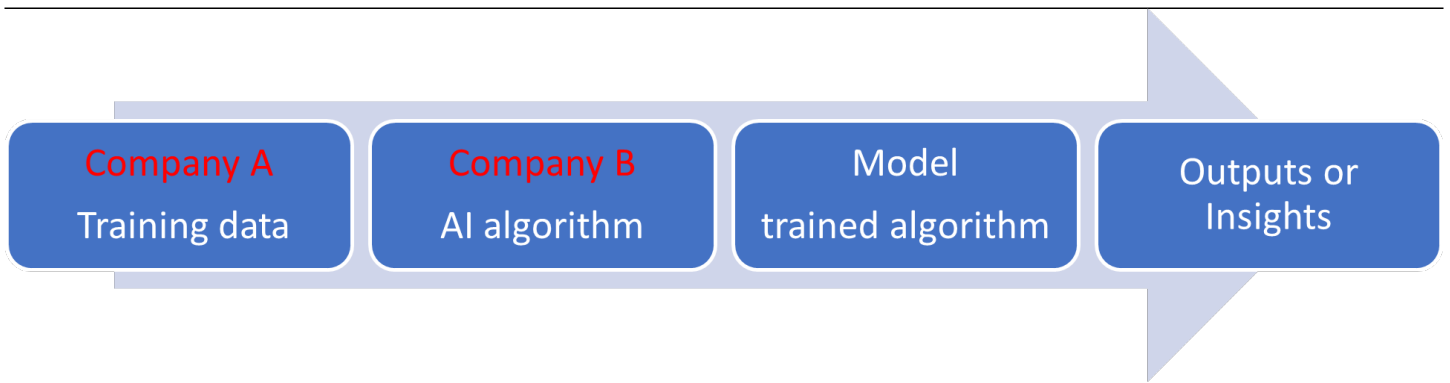 Company A
Training data
Company B
AI algorithm
Model
trained algorithm
Outputs or
Insights